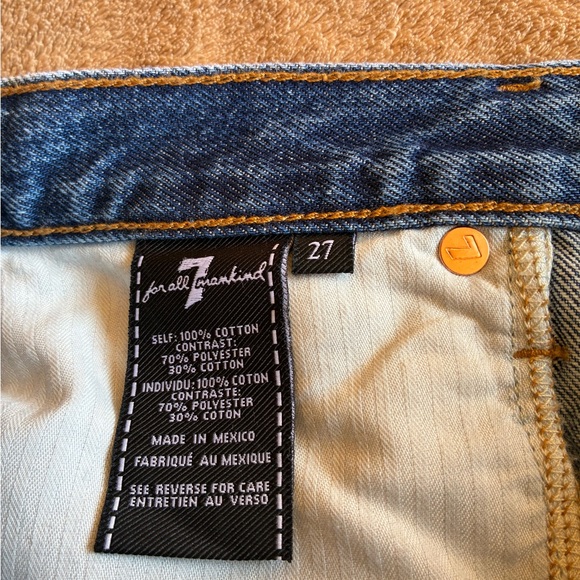 7
for all mankind
27
SELF: 100% COTTON
CONTRAST:
70% POLYESTER
30% COTTON
INDIVIDU: 100% COTON
CONTRASTE:
70% POLYESTER
30% COTON
MADE IN MEXICO
FABRIQUÉ AU MEXIQUE
SEE REVERSE FOR CARE
ENTRETIEN AU VERSO